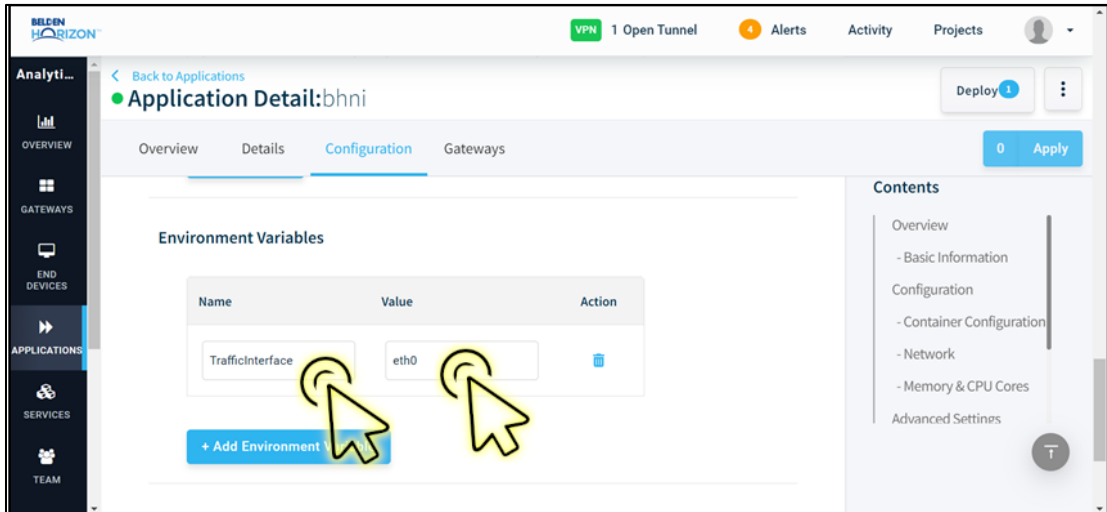 BELDEN
HORIZON™
VPN 1 Open Tunnel
4 Alerts
Activity
Projects
Analyti...
OVERVIEW
GATEWAYS
END
DEVICES
APPLICATIONS
SERVICES
TEAM
Back to Applications
Application Detail:bhni
Deploy 1
Overview Details Configuration Gateways
0 Apply
Environment Variables
Name Value Action
TrafficInterface eth0
+ Add Environment
Contents
Overview
- Basic Information
Configuration
- Container Configuration
- Network
- Memory & CPU Cores
Advanced Settings